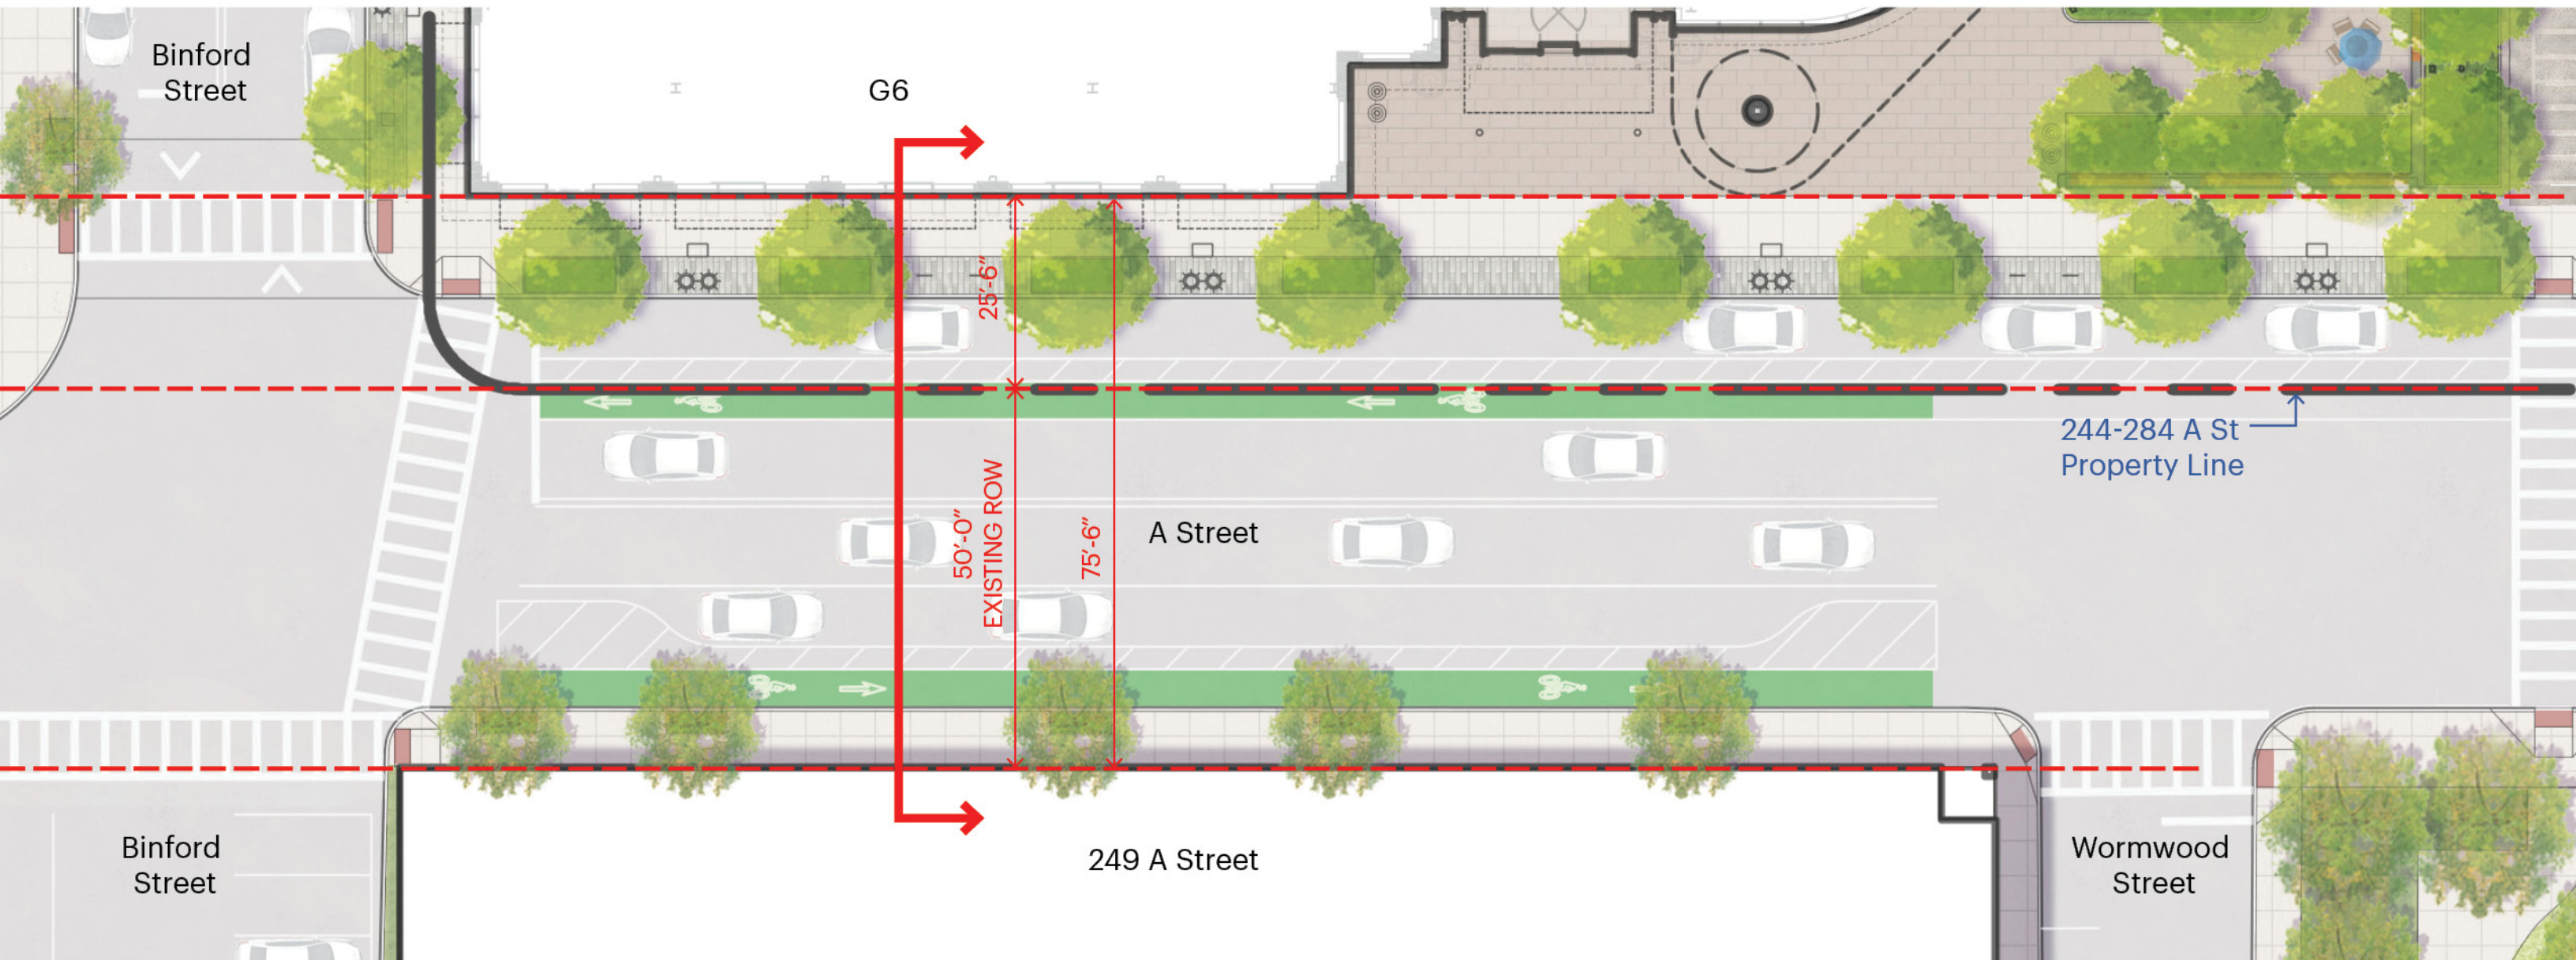 Binford
Street
G6
25'-6"
244-284 A St
Property Line
50'-0"
EXISTING ROW
75'-6"
A Street
249 A Street
Binford
Street
Wormwood
Street